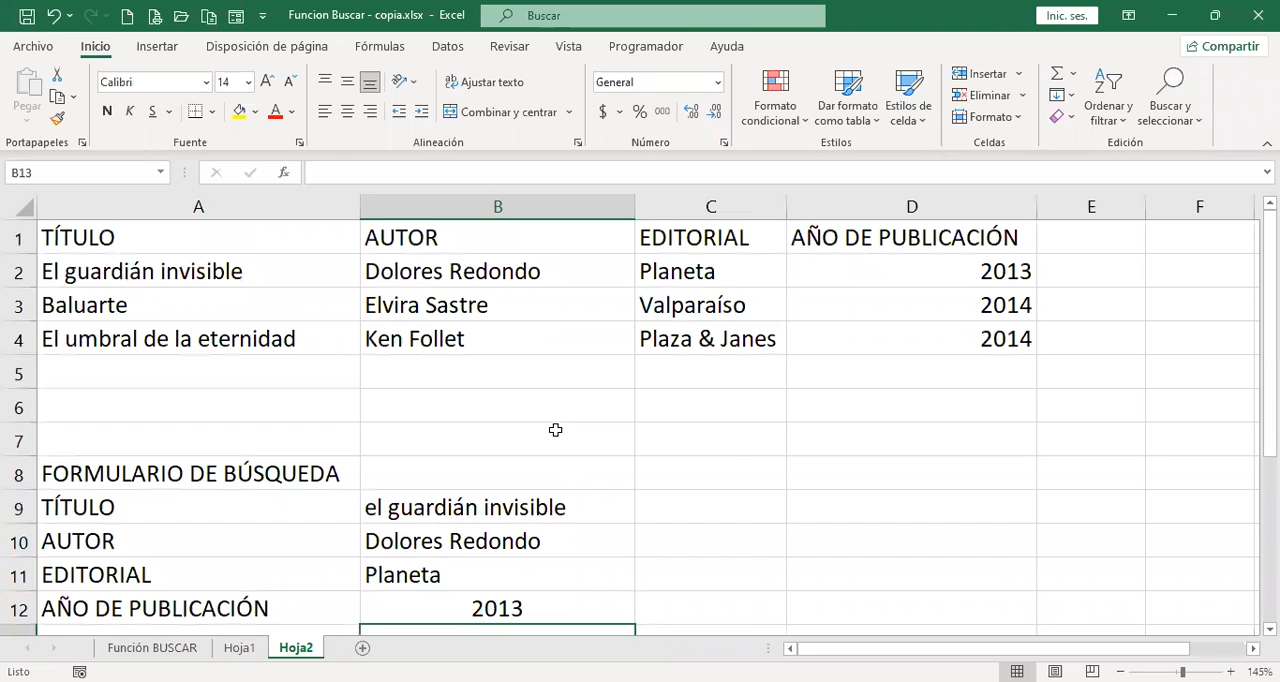 Funcion Buscar - copia.xlsx - Excel
Buscar
Inic. ses.
Archivo Inicio Insertar Disposición de página Fórmulas Datos Revisar Vista Programador Ayuda
Compartir
Pegar
Calibri 14
N K S
A A
Ajustar texto
Combinar y centrar
General
$ % 000
Formato condicional
Dar formato como tabla
Estilos de celda
Insertar
Eliminar
Formato
Ordenar y filtrar
Buscar y seleccionar
Portapapeles Fuente Alineación Número Estilos Celdas Edición
B13
fx
A B C D E F
1 TÍTULO AUTOR EDITORIAL AÑO DE PUBLICACIÓN
2 El guardián invisible Dolores Redondo Planeta 2013
3 Baluarte Elvira Sastre Valparaíso 2014
4 El umbral de la eternidad Ken Follet Plaza & Janes 2014
5
6
7
8 FORMULARIO DE BÚSQUEDA
9 TÍTULO el guardián invisible
10 AUTOR Dolores Redondo
11 EDITORIAL Planeta
12 AÑO DE PUBLICACIÓN 2013
Función BUSCAR Hoja1 Hoja2
Listo
145%